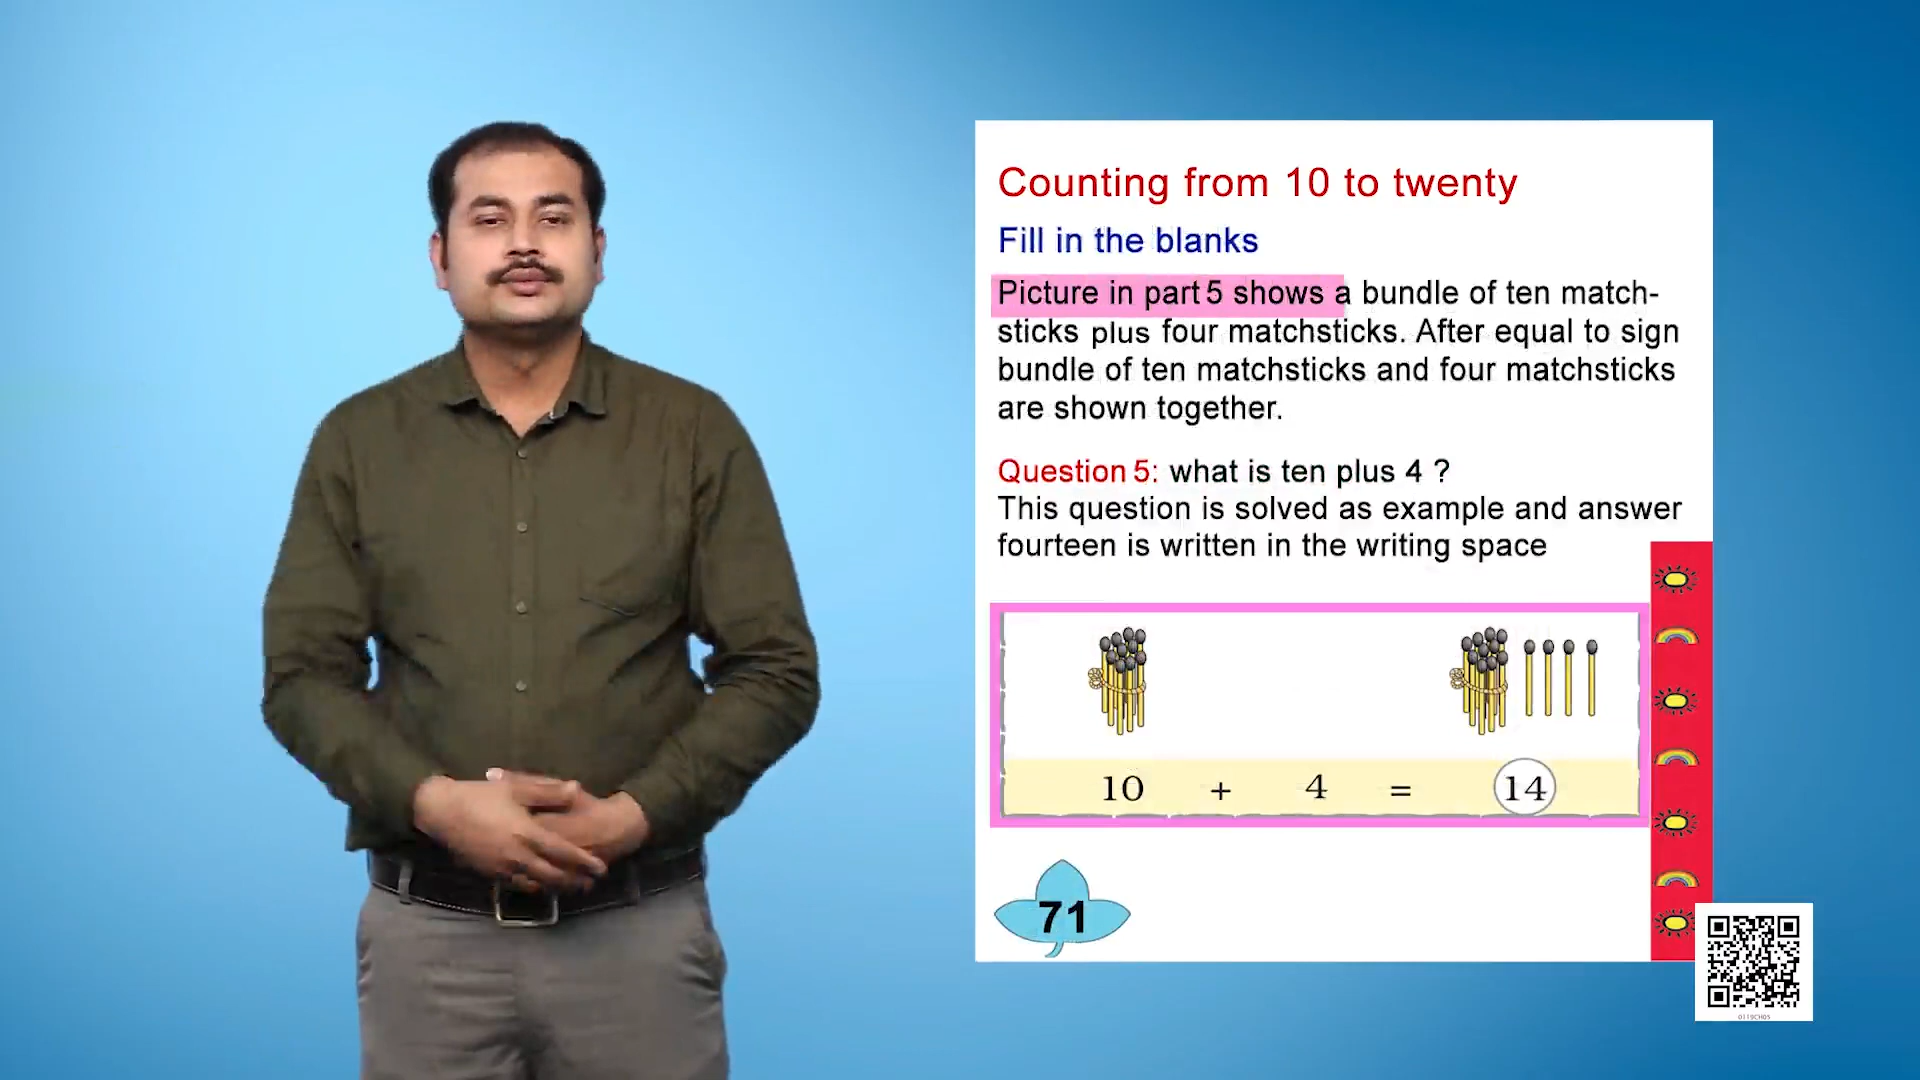 Counting from 10 to twenty
Fill in the blanks
Picture in part 5 shows a bundle of ten match-
sticks plus four matchsticks. After equal to sign
bundle of ten matchsticks and four matchsticks
are shown together.
Question 5: what is ten plus 4 ?
This question is solved as example and answer
fourteen is written in the writing space
10 + 4 = 14
71
0119CH05